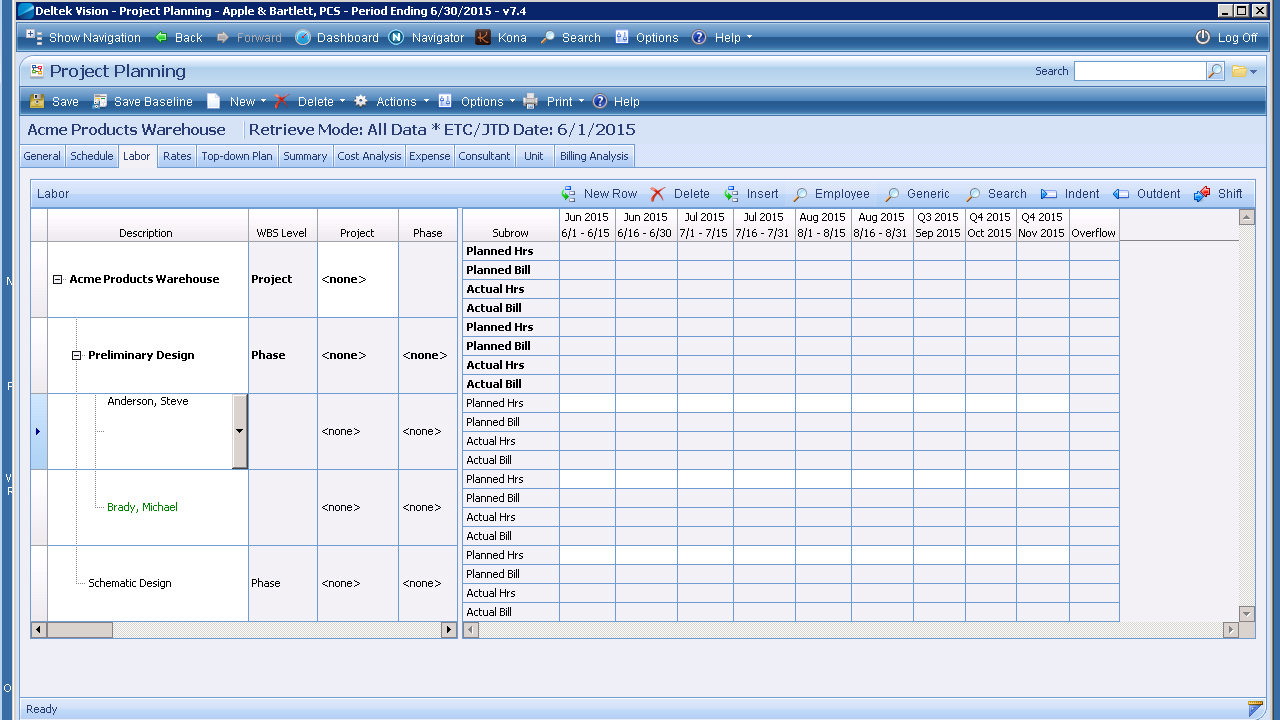 Deltek Vision - Project Planning - Apple & Bartlett, PCS - Period Ending 6/30/2015 - v7.4
Show Navigation Back Forward Dashboard Navigator Kona Search Options Help Log Off
Project Planning Search
Save Save Baseline New Delete Actions Options Print Help
Acme Products Warehouse Retrieve Mode: All Data * ETC/JTD Date: 6/1/2015
General Schedule Labor Rates Top-down Plan Summary Cost Analysis Expense Consultant Unit Billing Analysis
Labor New Row Delete Insert Employee Generic Search Indent Outdent Shift
Jun 2015 Jun 2015 Jul 2015 Jul 2015 Aug 2015 Aug 2015 Q3 2015 Q4 2015 Q4 2015
Description WBS Level Project Phase Subrow 6/1 - 6/15 6/16 - 6/30 7/1 - 7/15 7/16 - 7/31 8/1 - 8/15 8/16 - 8/31 Sep 2015 Oct 2015 Nov 2015 Overflow
Planned Hrs
Planned Bill
Acme Products Warehouse Project <none>
Actual Hrs
Actual Bill
Planned Hrs
Planned Bill
Preliminary Design Phase <none> <none>
Actual Hrs
Actual Bill
Anderson, Steve Planned Hrs
Planned Bill
<none> <none>
Actual Hrs
Actual Bill
Planned Hrs
Planned Bill
Brady, Michael <none> <none>
Actual Hrs
Actual Bill
Planned Hrs
Planned Bill
Schematic Design Phase <none> <none>
Actual Hrs
Actual Bill
Ready